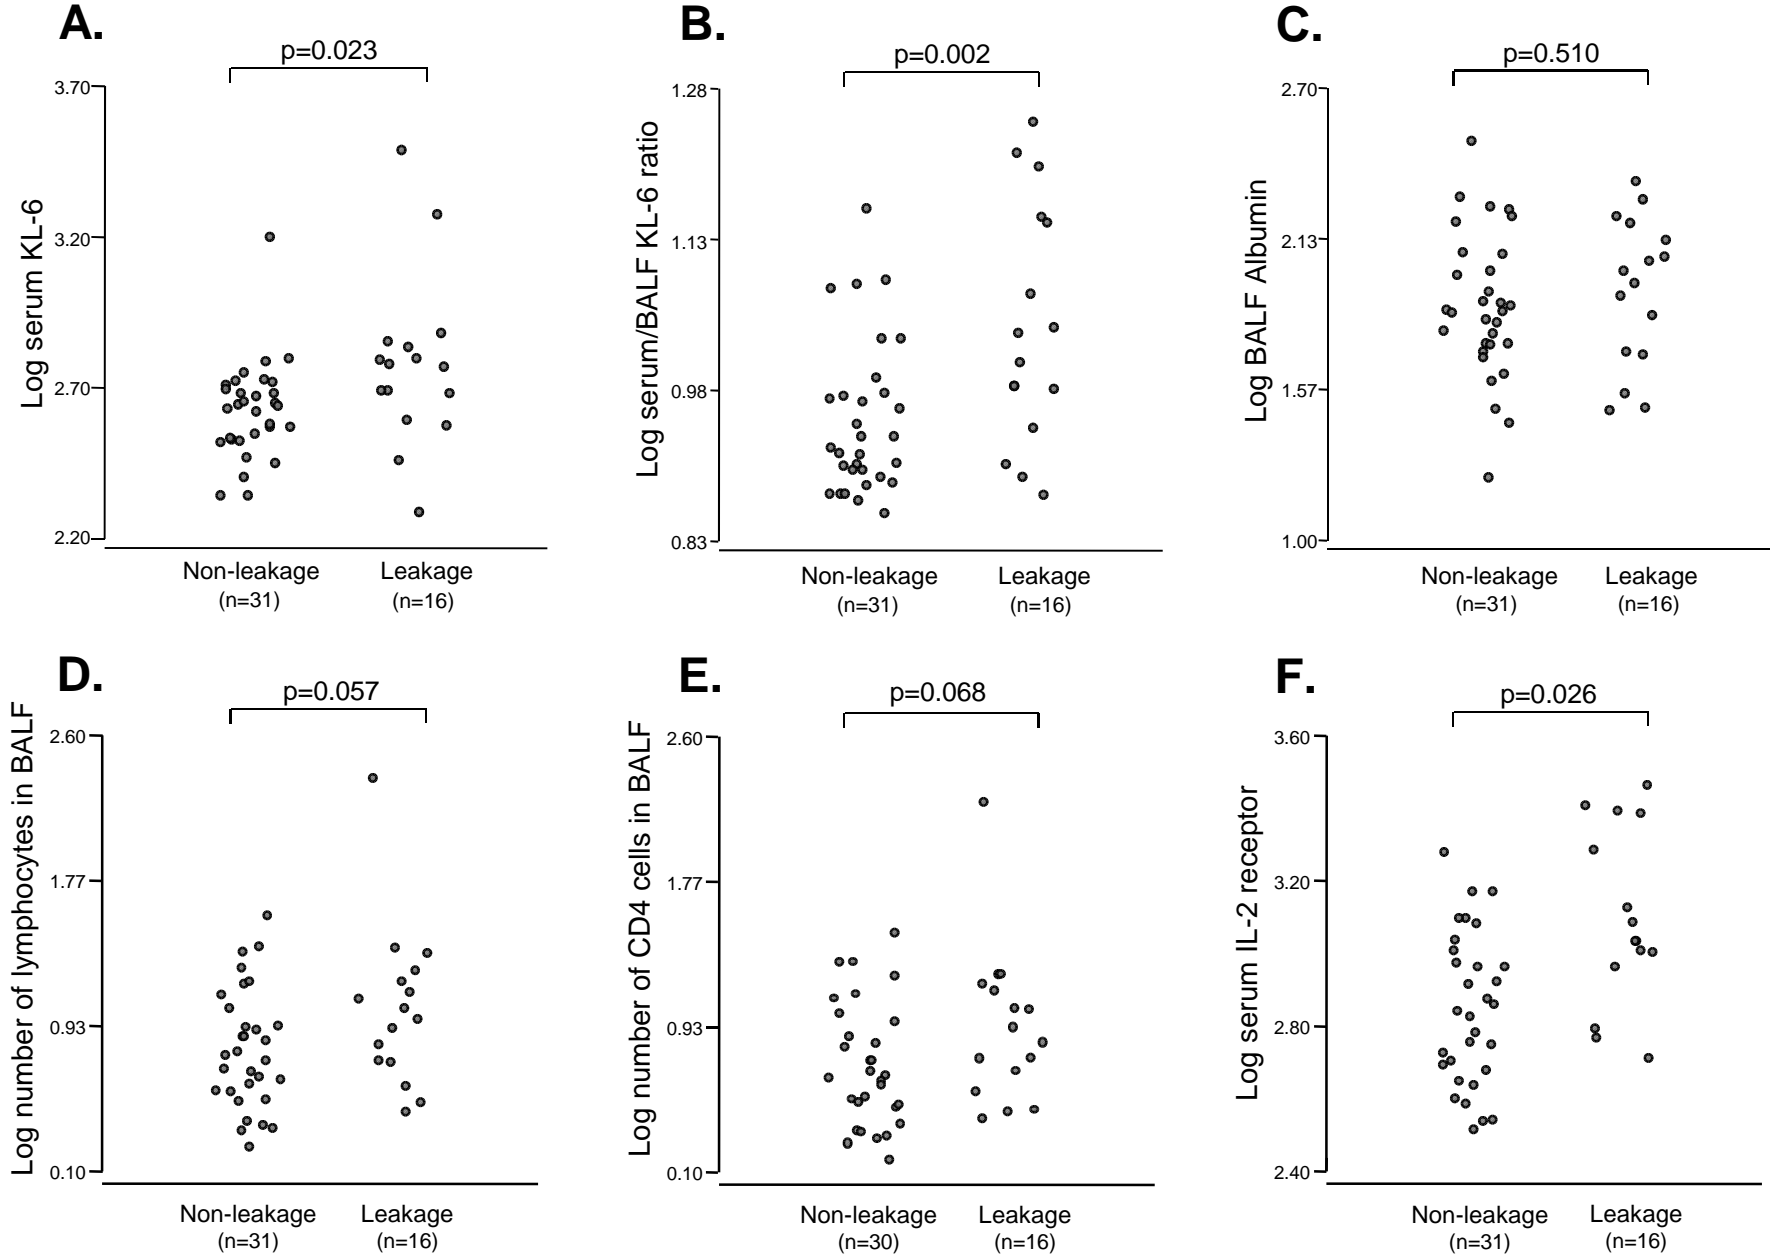 A.
p=0.023
Log serum KL-6
3.70
3.20
2.70
2.20
Non-leakage
(n=31)
Leakage
(n=16)
B.
p=0.002
Log serum/BALF KL-6 ratio
1.28
1.13
0.98
0.83
Non-leakage
(n=31)
Leakage
(n=16)
C.
p=0.510
Log BALF Albumin
2.70
2.13
1.57
1.00
Non-leakage
(n=31)
Leakage
(n=16)
D.
p=0.057
Log number of lymphocytes in BALF
2.60
1.77
0.93
0.10
Non-leakage
(n=31)
Leakage
(n=16)
E.
p=0.068
Log number of CD4 cells in BALF
2.60
1.77
0.93
0.10
Non-leakage
(n=30)
Leakage
(n=16)
F.
p=0.026
Log serum IL-2 receptor
3.60
3.20
2.80
2.40
Non-leakage
(n=31)
Leakage
(n=16)